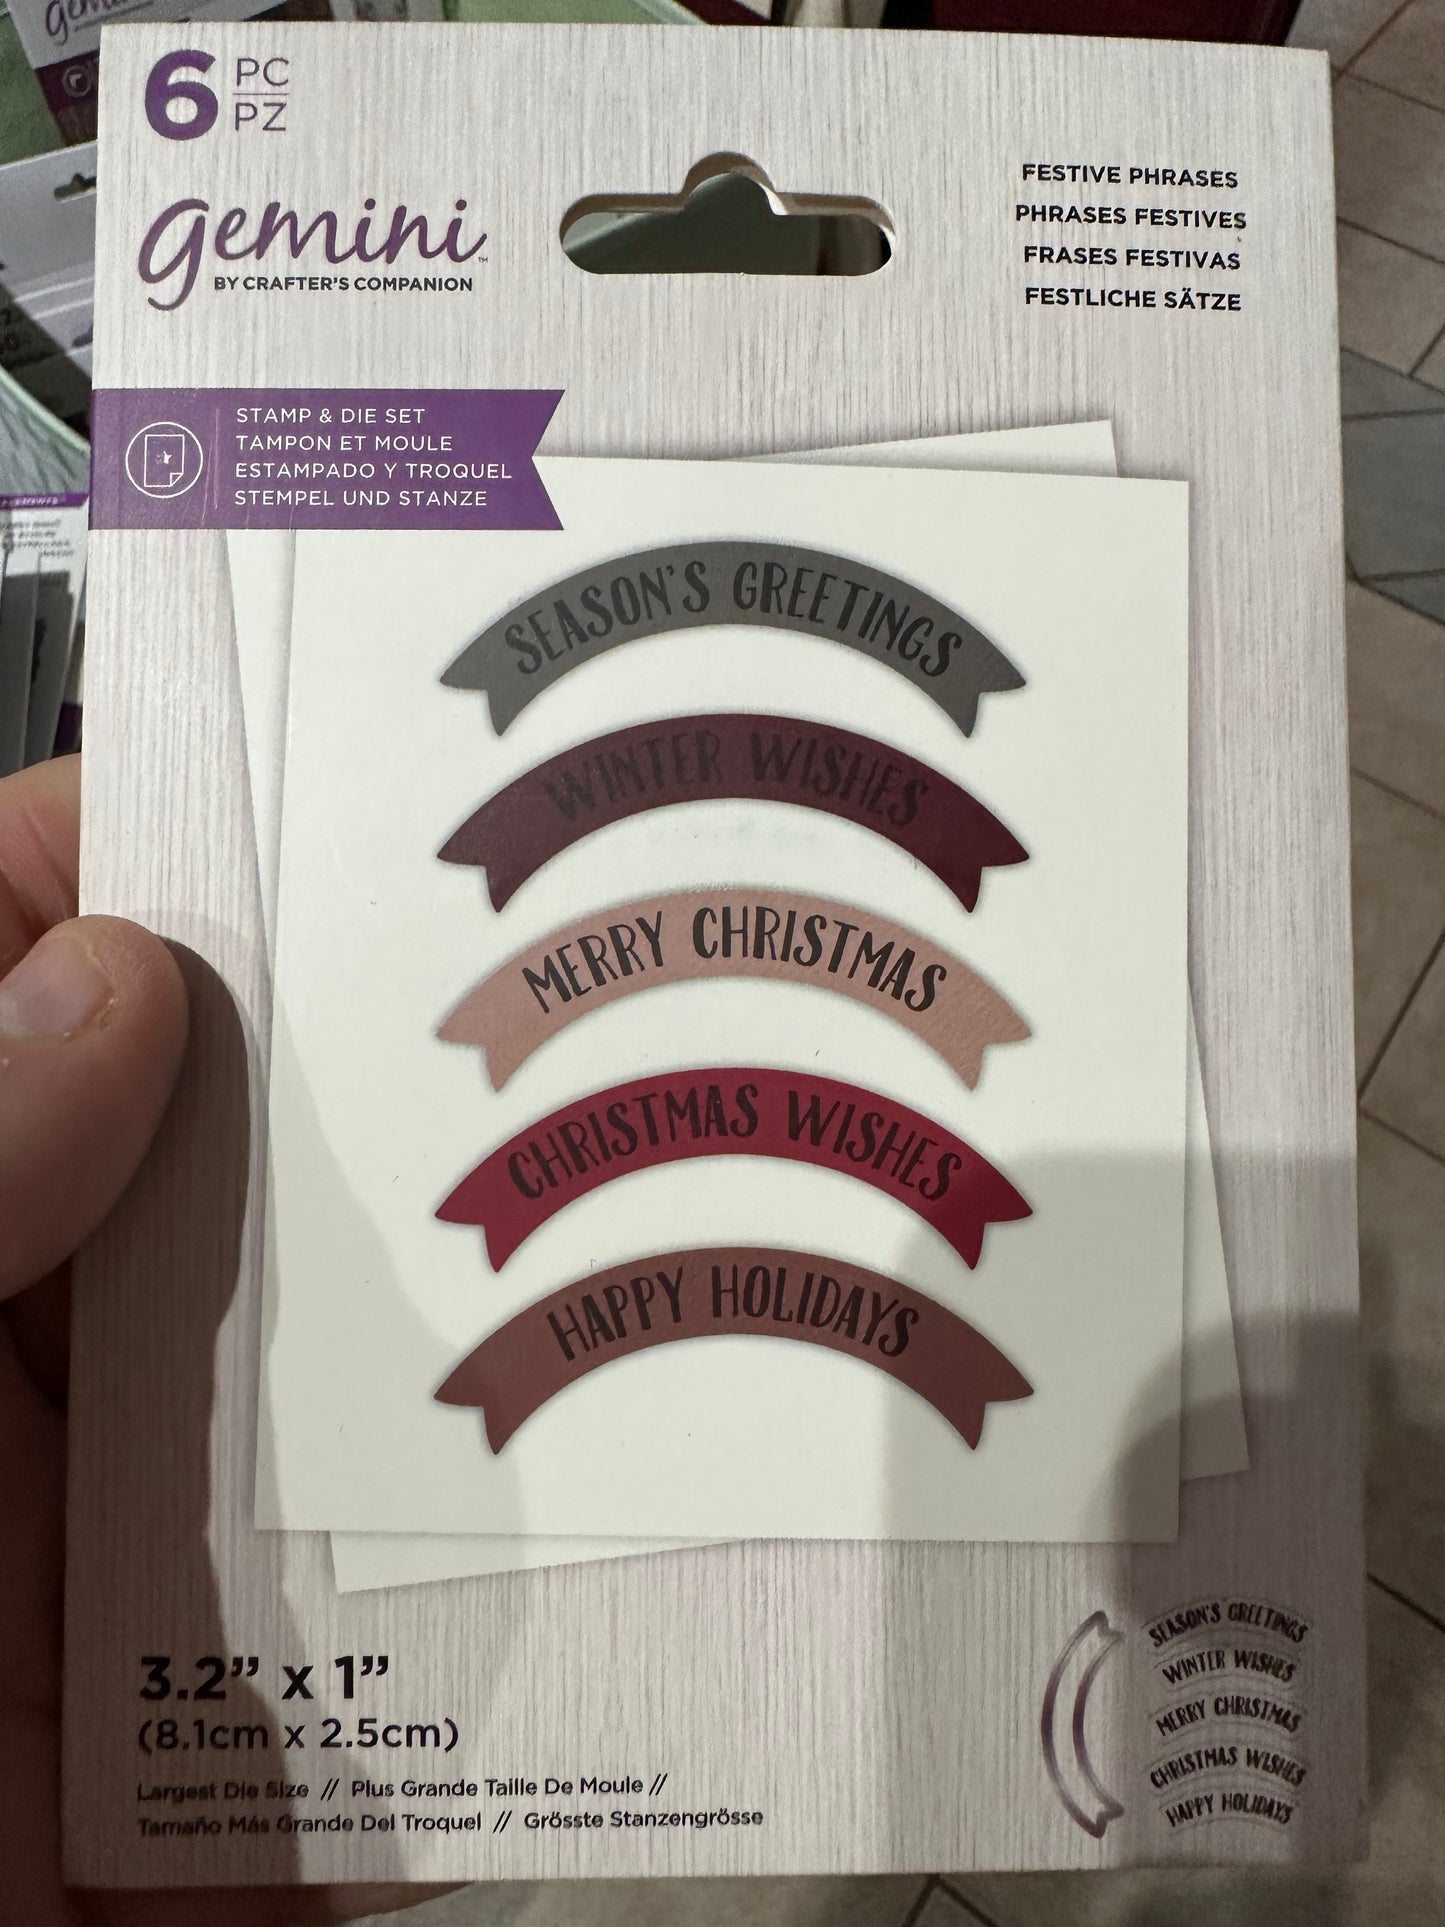 6 PC
PZ
gemini™
BY CRAFTER'S COMPANION
FESTIVE PHRASES
PHRASES FESTIVES
FRASES FESTIVAS
FESTLICHE SÄTZE
STAMP & DIE SET
TAMPON ET MOULE
ESTAMPADO Y TROQUEL
STEMPEL UND STANZE
SEASON'S GREETINGS
WINTER WISHES
MERRY CHRISTMAS
CHRISTMAS WISHES
HAPPY HOLIDAYS
3.2” x 1”
(8.1cm x 2.5cm)
Largest Die Size // Plus Grande Taille De Moule //
Tamaño Más Grande Del Troquel // Grösste Stanzengrösse
SEASON'S GREETINGS
WINTER WISHES
MERRY CHRISTMAS
CHRISTMAS WISHES
HAPPY HOLIDAYS